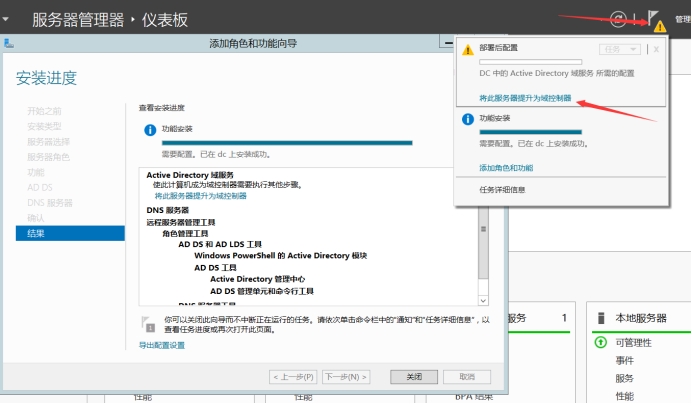 服务器管理器 · 仪表板
管理
添加角色和功能向导
安装进度
开始之前
安装类型
服务器选择
服务器角色
功能
AD DS
DNS 服务器
确认
结果
查看安装进度
功能安装
需要配置。已在 dc 上安装成功。
Active Directory 域服务
使此计算机成为域控制器需要执行其他步骤。
将此服务器提升为域控制器
DNS 服务器
远程服务器管理工具
角色管理工具
AD DS 和 AD LDS 工具
Windows PowerShell 的 Active Directory 模块
AD DS 工具
Active Directory 管理中心
AD DS 管理单元和命令行工具
DNS 服务器工具
1
你可以关闭此向导而不中断正在运行的任务。请依次单击命令栏中的"通知"和"任务详细信息"，以
查看任务进度或再次打开此页面。
导出配置设置
< 上一步(P)
下一步(N) >
关闭
取消
部署后配置
任务
x
DC 中的 Active Directory 域服务 所需的配置
将此服务器提升为域控制器
功能安装
需要配置。已在 dc 上安装成功。
添加角色和功能
任务详细信息
服务
1
本地服务器
可管理性
事件
服务
性能
性能
性能
BPA 结果